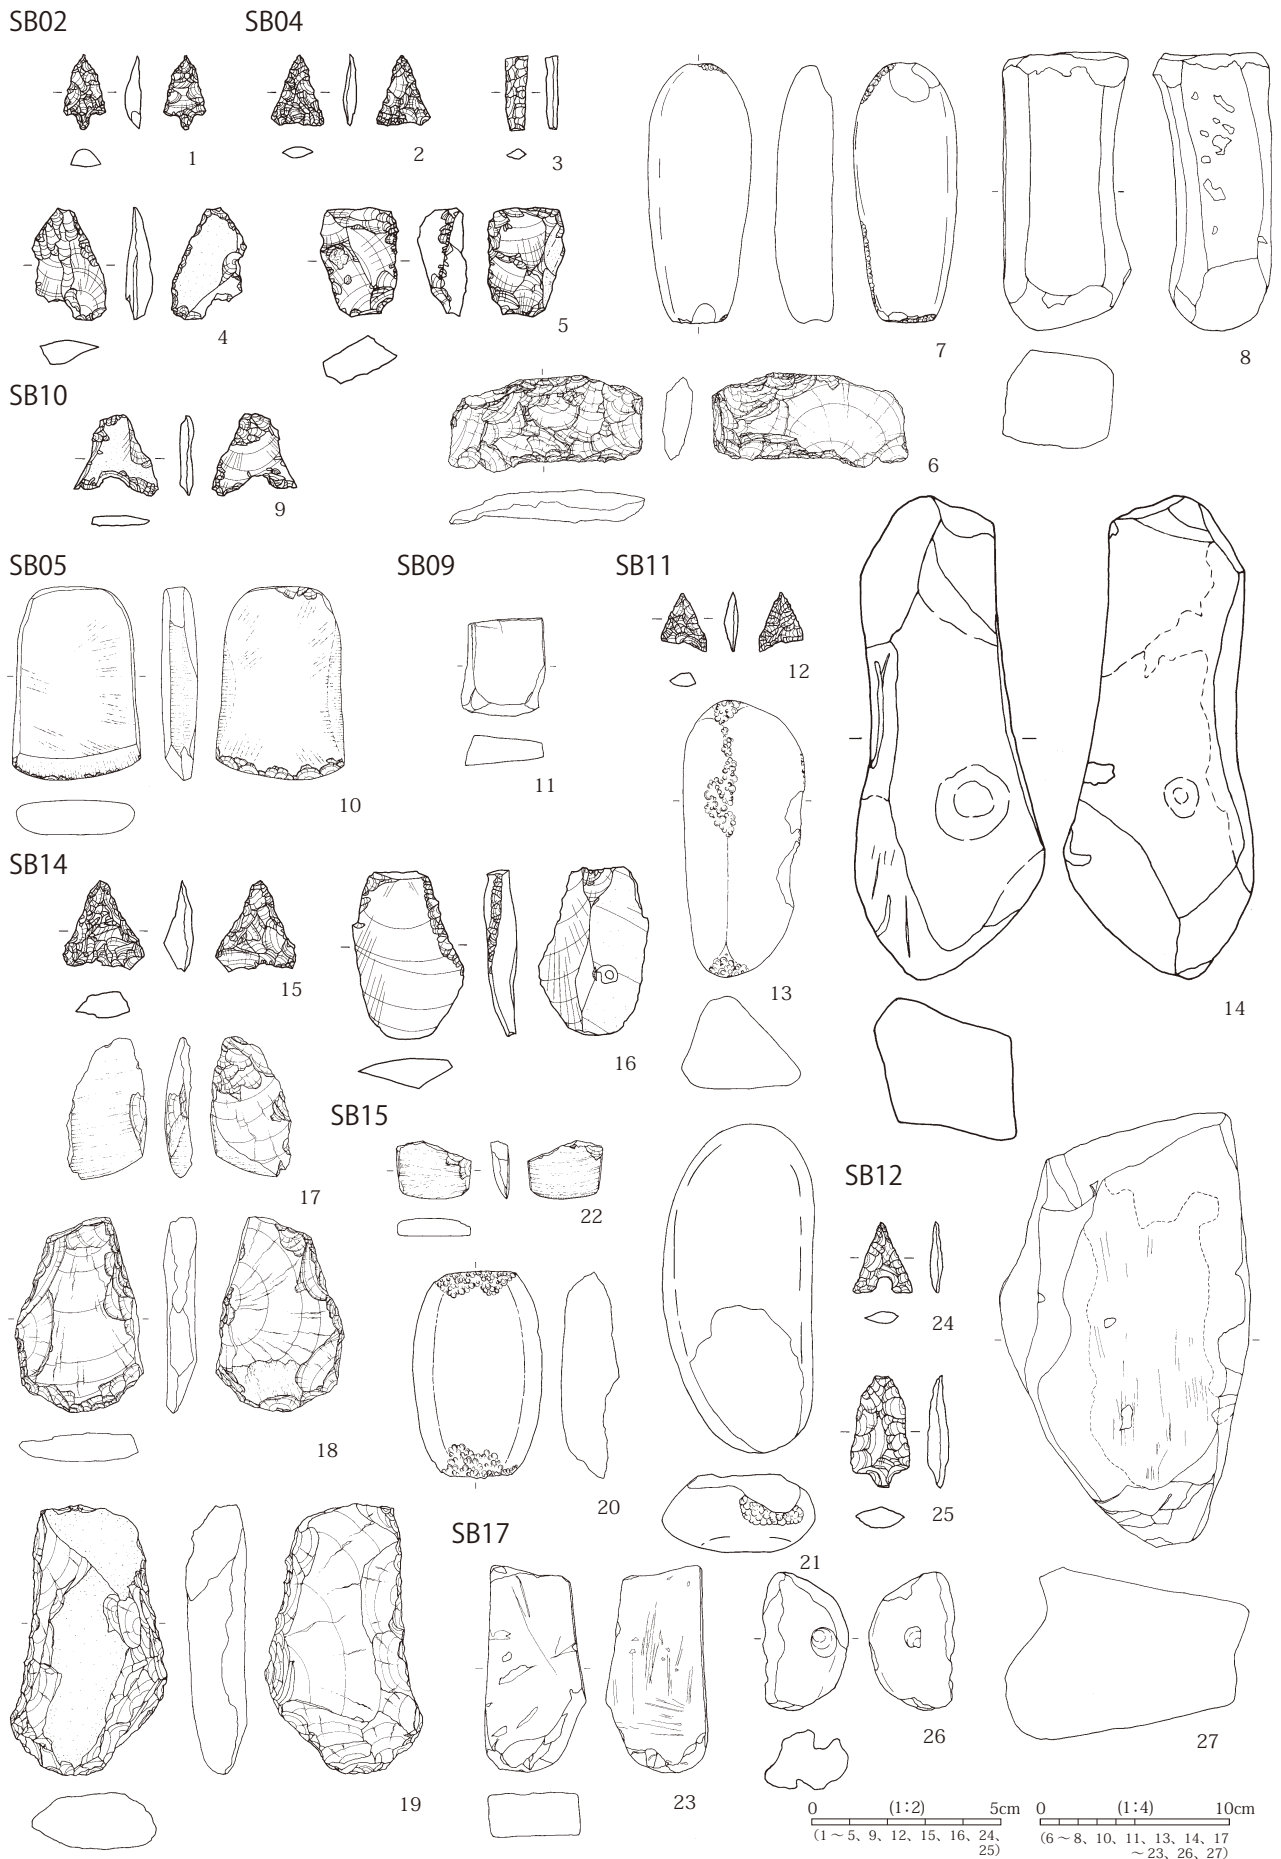 SB02
SB04
1
2
3
4
5
7
8
SB10
6
9
SB05
SB09
SB11
12
10
11
13
14
SB14
15
16
17
SB15
22
SB12
24
18
20
25
21
SB17
19
23
26
27
0 (1:2) 5cm
(1～5、9、12、15、16、24、
25)
0 (1:4) 10cm
(6～8、10、11、13、14、17
～23、26、27)